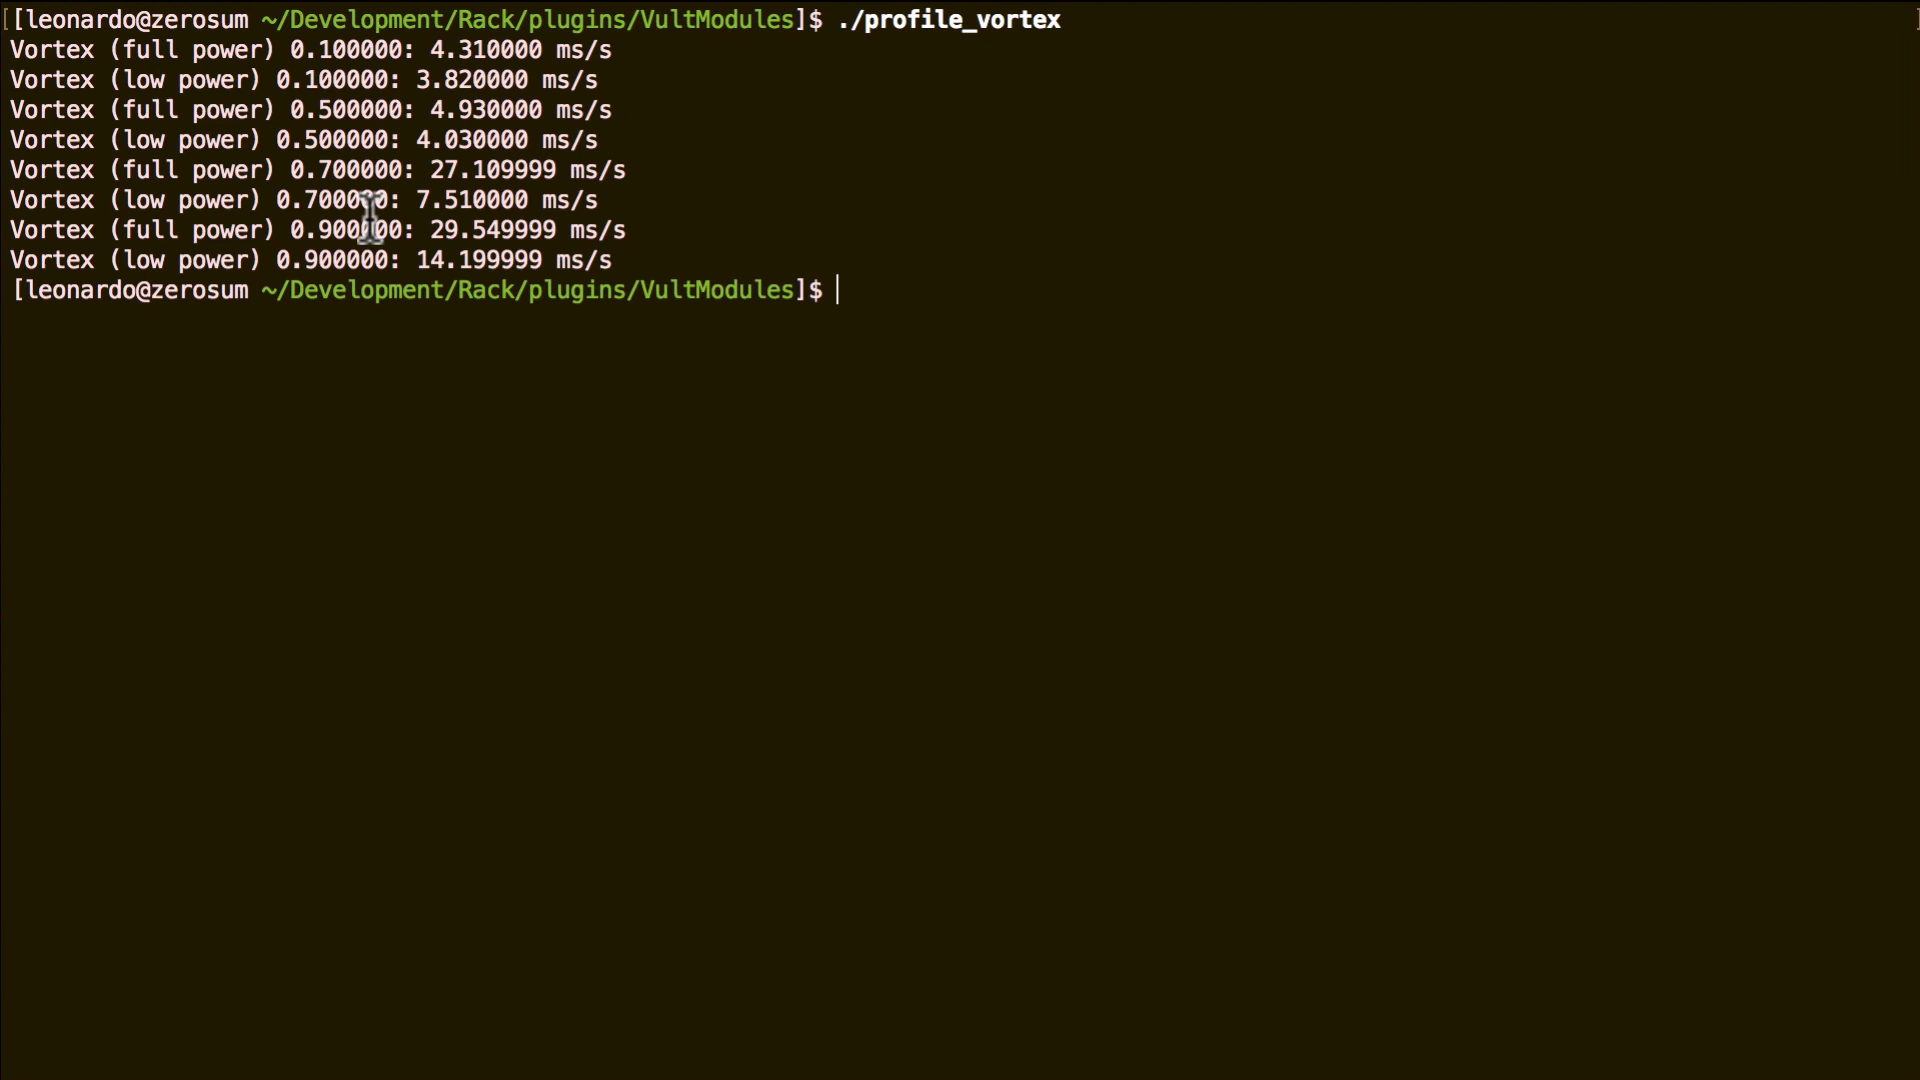 [[leonardo@zerosum ~/Development/Rack/plugins/VultModules]$ ./profile_vortex ]
Vortex (full power) 0.100000: 4.310000 ms/s
Vortex (low power) 0.100000: 3.820000 ms/s
Vortex (full power) 0.500000: 4.930000 ms/s
Vortex (low power) 0.500000: 4.030000 ms/s
Vortex (full power) 0.700000: 27.109999 ms/s
Vortex (low power) 0.700000: 7.510000 ms/s
Vortex (full power) 0.900000: 29.549999 ms/s
Vortex (low power) 0.900000: 14.199999 ms/s
[leonardo@zerosum ~/Development/Rack/plugins/VultModules]$